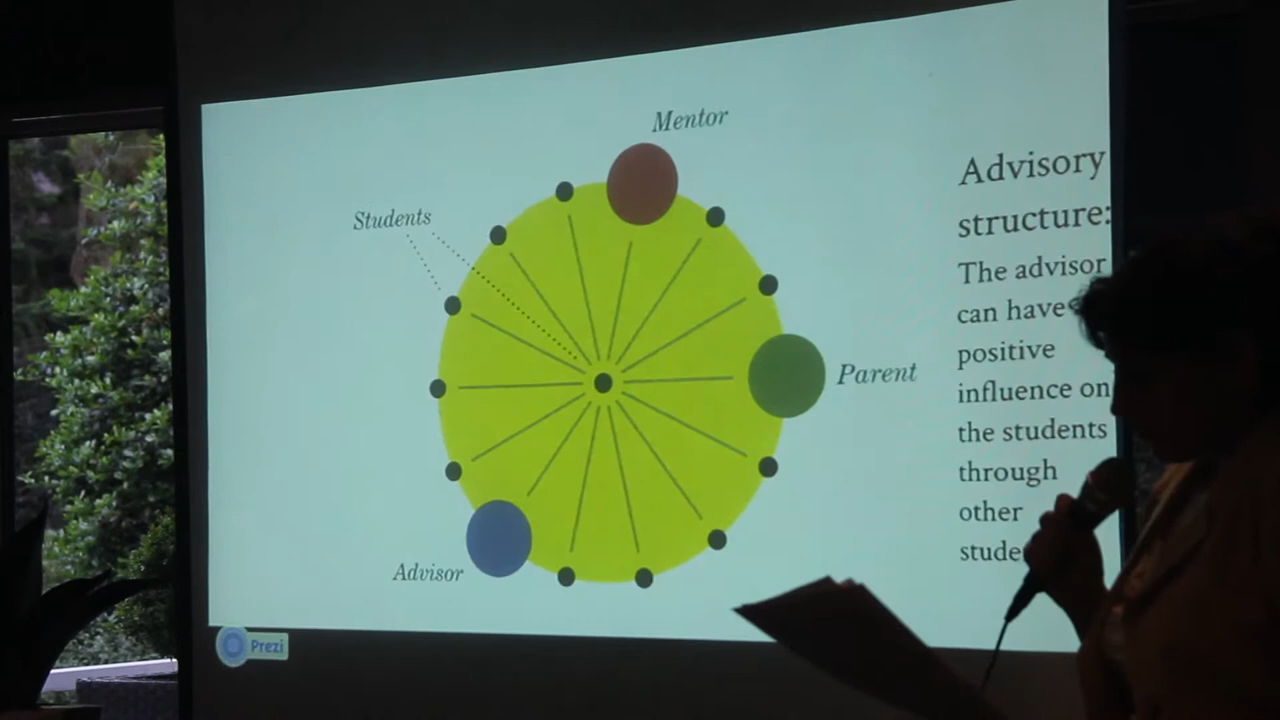 Mentor
Students
Parent
Advisor
Advisory
structure:
The advisor
can have
positive
influence on
the students
through
other
Prezi